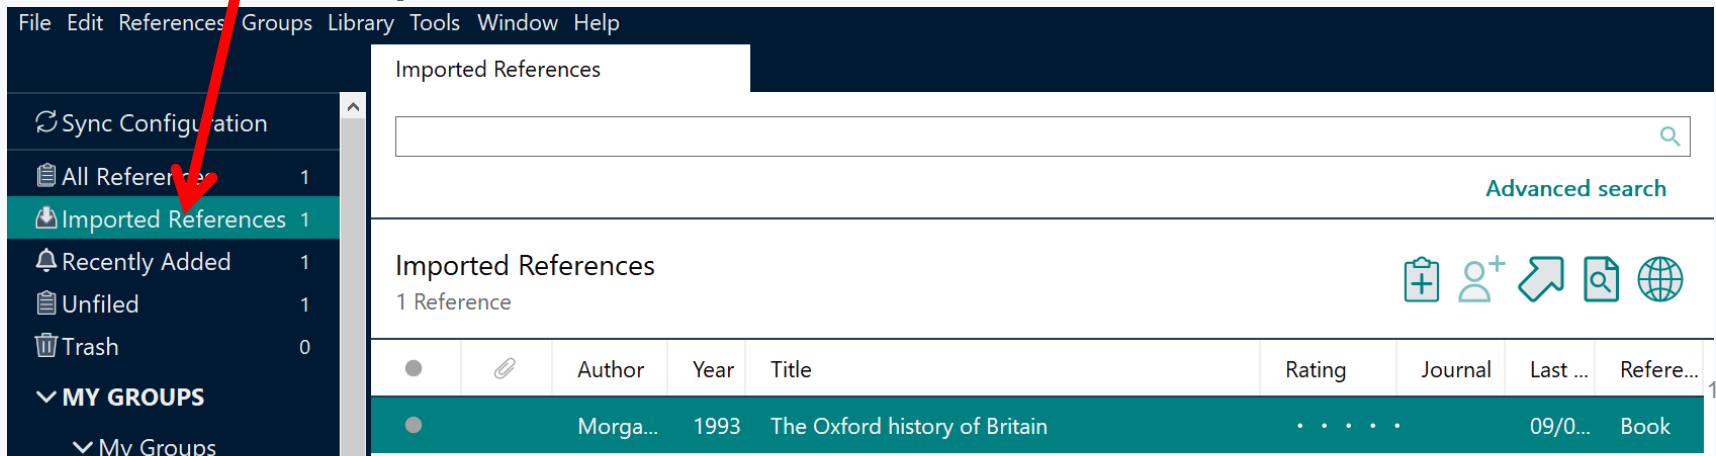 File Edit References Groups Library Tools Window Help
Imported References
Sync Configuration
All References 1
Imported References 1
Recently Added 1
Unfiled 1
Trash 0
MY GROUPS
My Groups
Advanced search
Imported References
1 Reference
Author Year Title Rating Journal Last ... Refere...
Morga... 1993 The Oxford history of Britain 09/0... Book
1